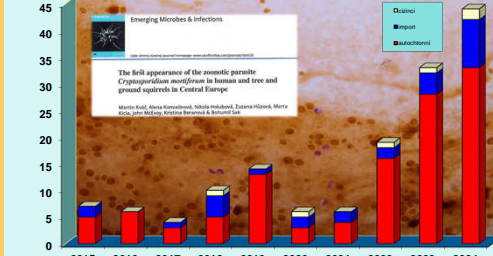 45
40
35
30
25
20
15
10
5
0
Emerging Microbes & Infections
The first appearance of the zoonotic parasite
Cryptosporidium mortiferum in human and tree and
ground squirrels in Central Europe
Martin Kváč, Alena Konvalinová, Nikola Holubová, Zuzana Hůzová, Marta
Kicia, John McEvoy, Kristina Beranová & Bohumil Sak
cizinci
import
autochtonní